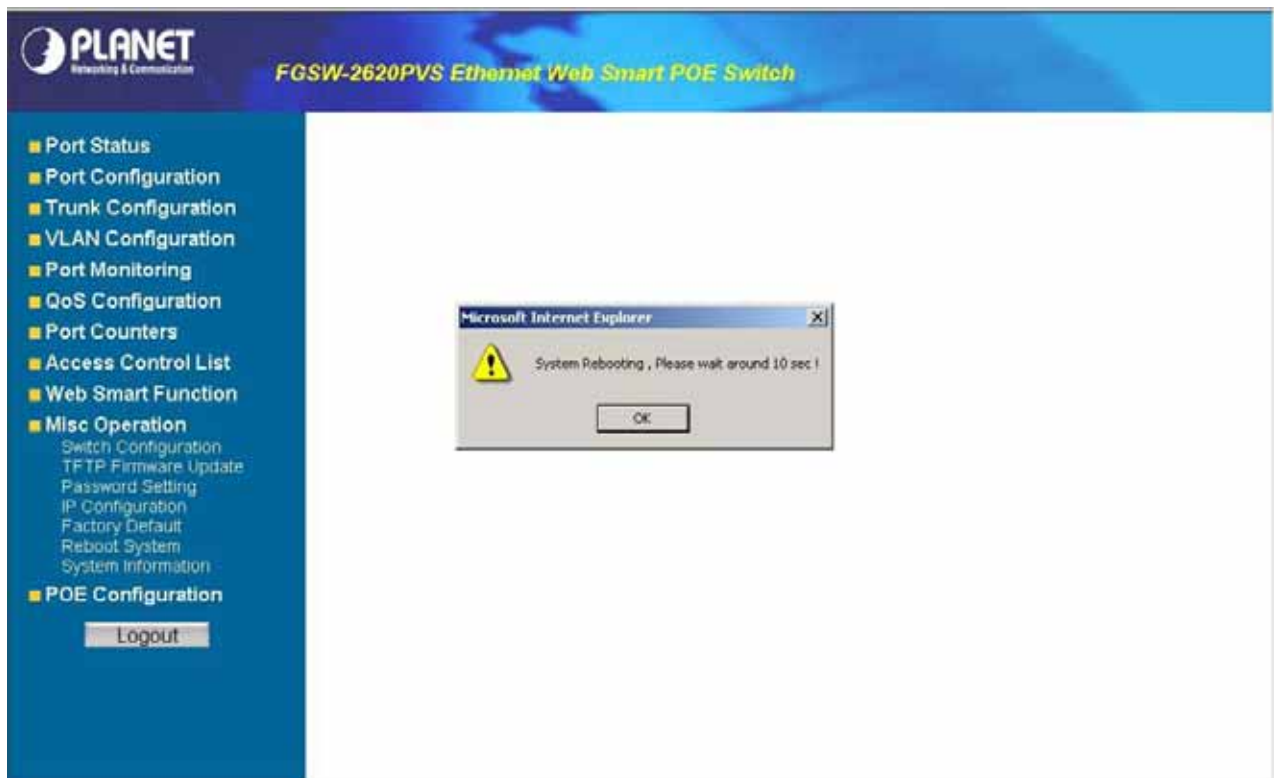 PLANET
Networking & Communication
FGSW-2620PVS Ethernet Web Smart POE Switch
Port Status
Port Configuration
Trunk Configuration
VLAN Configuration
Port Monitoring
QoS Configuration
Port Counters
Access Control List
Web Smart Function
Misc Operation
Switch Configuration
TFTP Firmware Update
Password Setting
IP Configuration
Factory Default
Reboot System
System Information
POE Configuration
Logout
Microsoft Internet Explorer
System Rebooting , Please wait around 10 sec !
OK